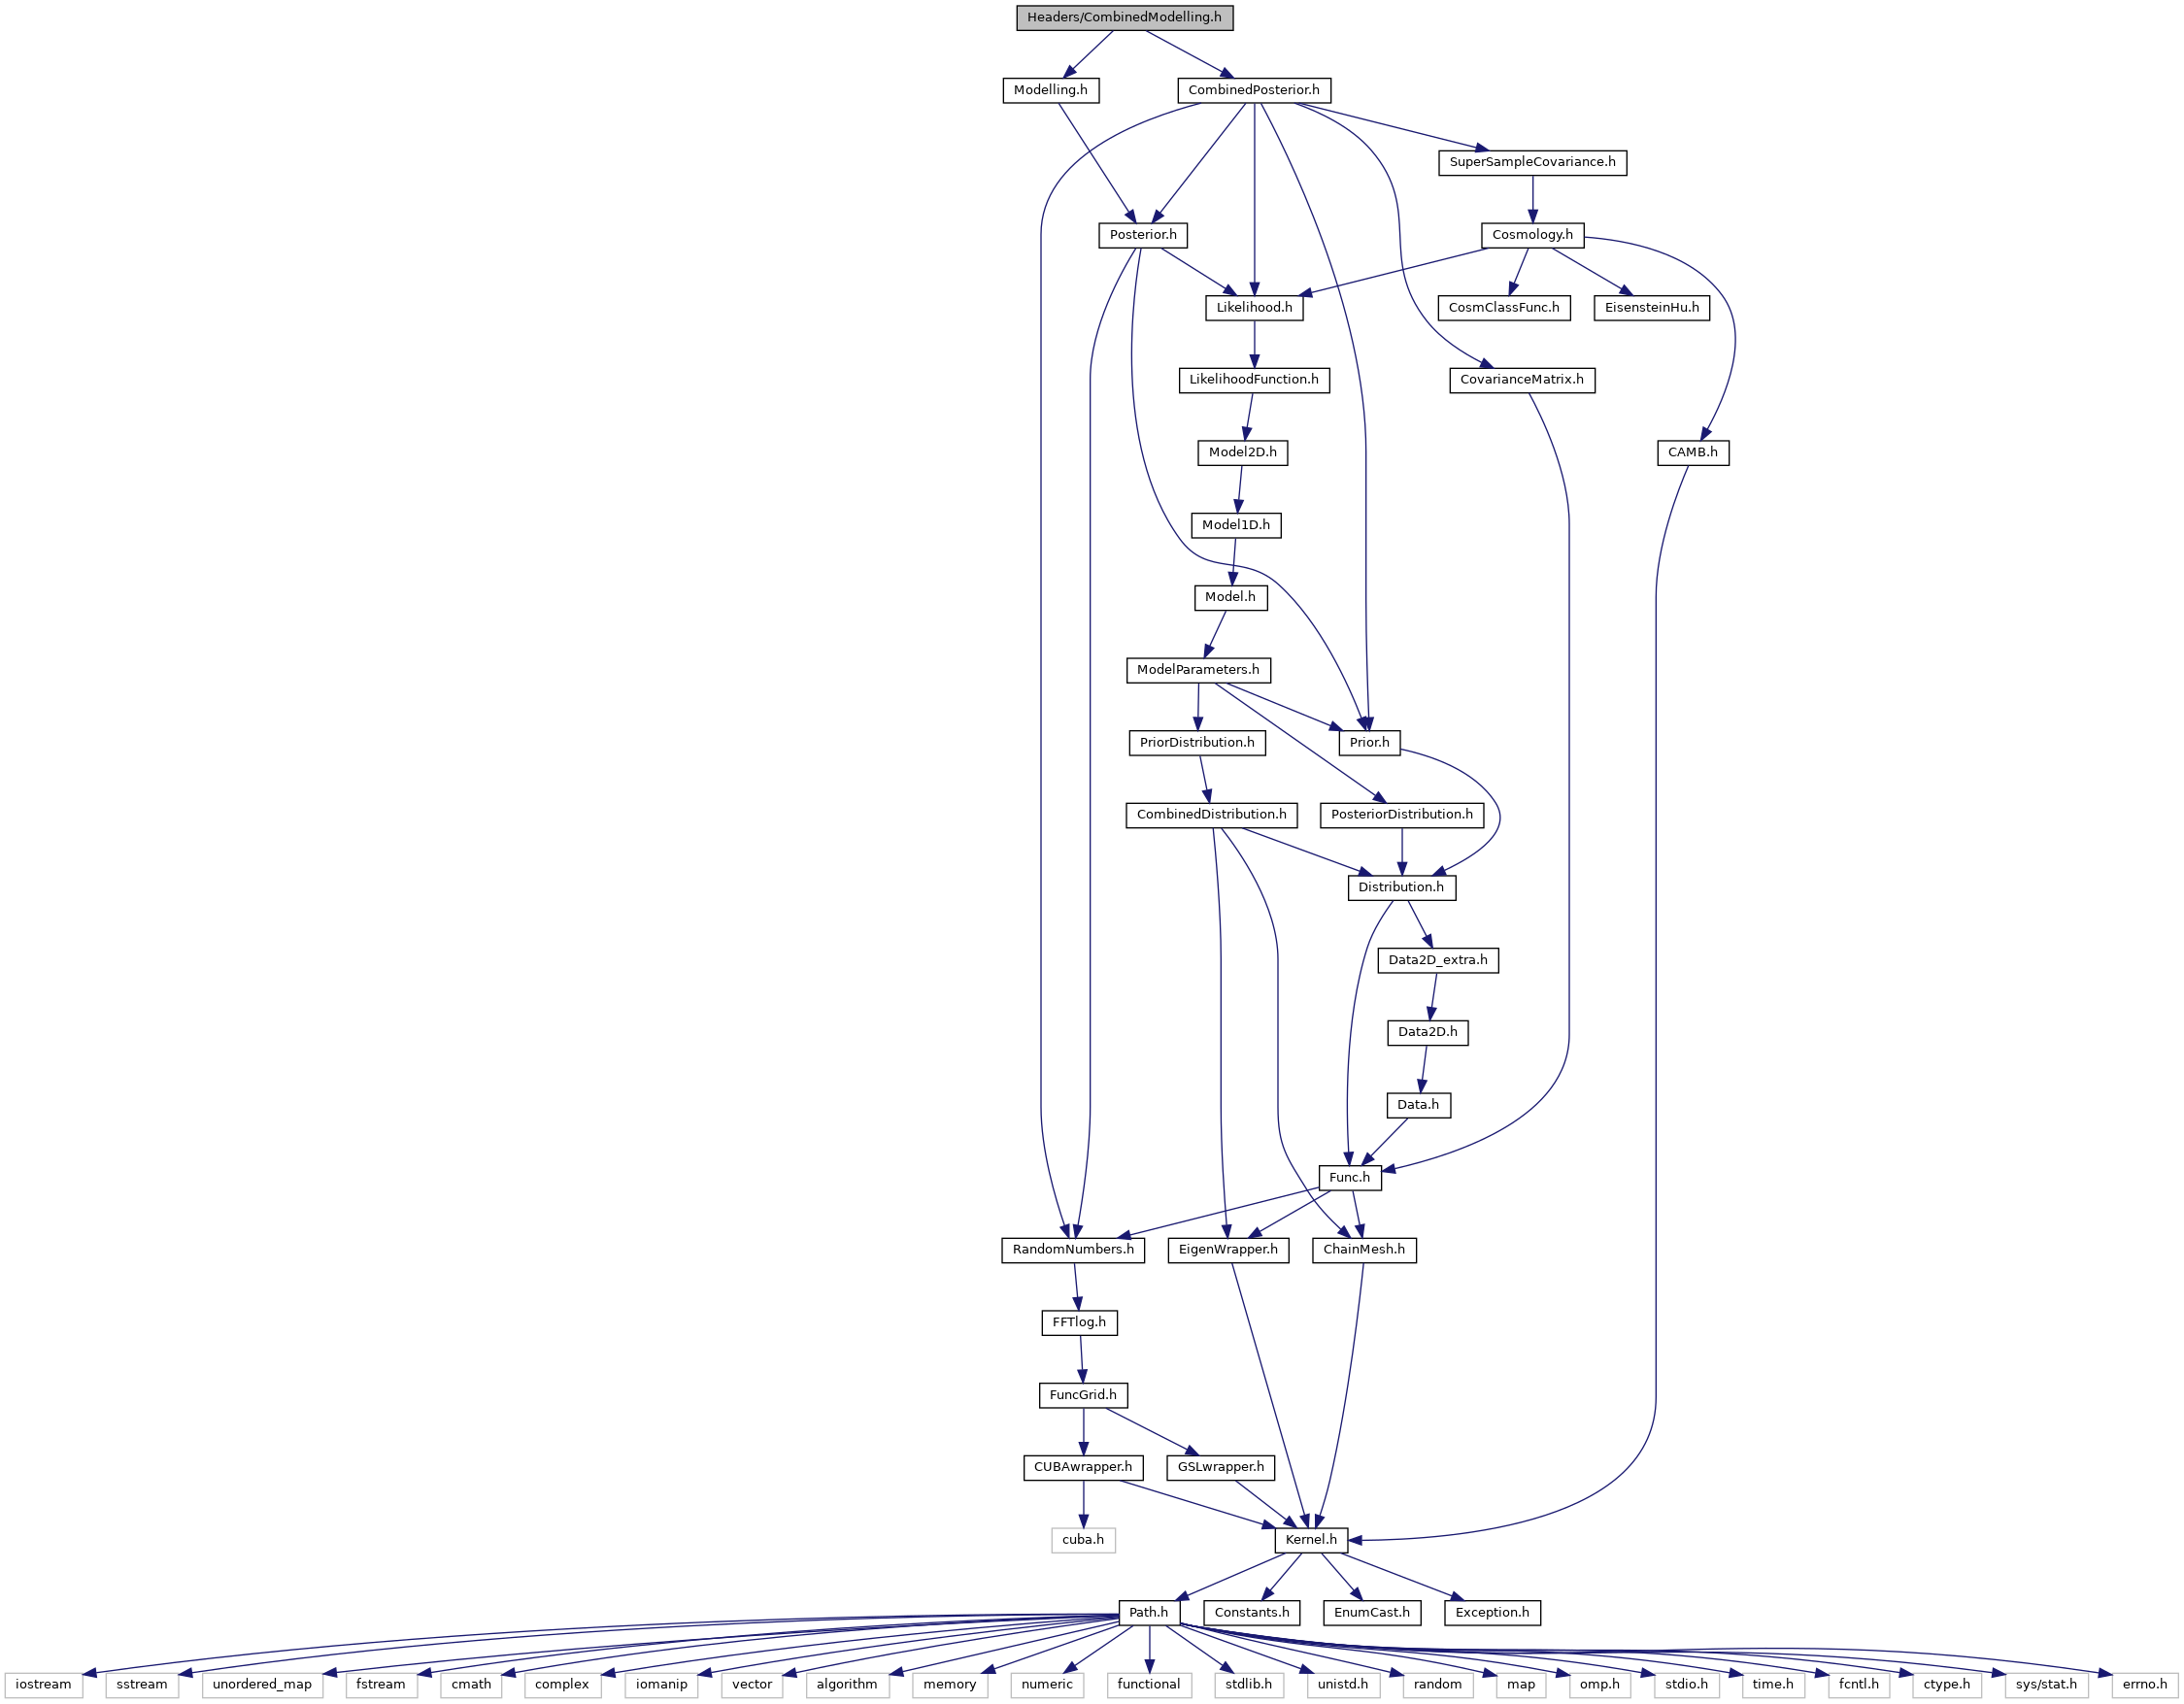 Headers/CombinedModelling.h
Modelling.h
CombinedPosterior.h
SuperSampleCovariance.h
Posterior.h
Cosmology.h
Likelihood.h
CosmClassFunc.h
EisensteinHu.h
LikelihoodFunction.h
CovarianceMatrix.h
Model2D.h
CAMB.h
Model1D.h
Model.h
ModelParameters.h
PriorDistribution.h
Prior.h
CombinedDistribution.h
PosteriorDistribution.h
Distribution.h
Data2D_extra.h
Data2D.h
Data.h
Func.h
RandomNumbers.h
EigenWrapper.h
ChainMesh.h
FFTlog.h
FuncGrid.h
CUBAwrapper.h
GSLwrapper.h
cuba.h
Kernel.h
Path.h
Constants.h
EnumCast.h
Exception.h
iostream
sstream
unordered_map
fstream
cmath
complex
iomanip
vector
algorithm
memory
numeric
functional
stdlib.h
unistd.h
random
map
omp.h
stdio.h
time.h
fcntl.h
ctype.h
sys/stat.h
errno.h